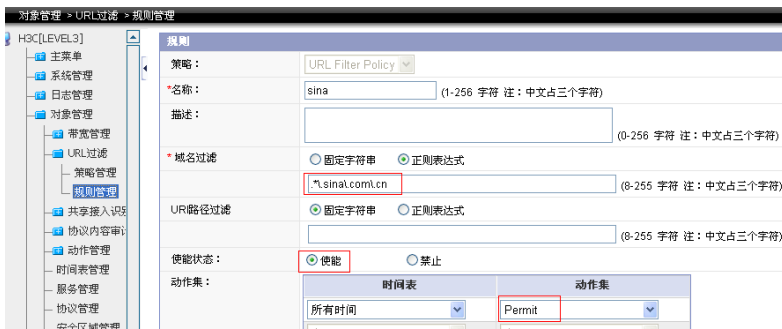 对象管理 > URL过滤 > 规则管理
H3C[LEVEL3]
主菜单
系统管理
日志管理
对象管理
带宽管理
URL过滤
策略管理
规则管理
共享接入识别
协议内容审计
动作管理
时间表管理
服务管理
协议管理
安全区域管理
规则
策略： URL Filter Policy
*名称： sina (1-256 字符 注：中文占三个字符)
描述： (0-256 字符 注：中文占三个字符)
* 域名过滤 固定字符串 正则表达式
.*\.sina\.com\.cn (8-255 字符 注：中文占三个字符)
URI路径过滤 固定字符串 正则表达式
(8-255 字符 注：中文占三个字符)
使能状态： 使能 禁止
动作集： 时间表 动作集
所有时间 Permit